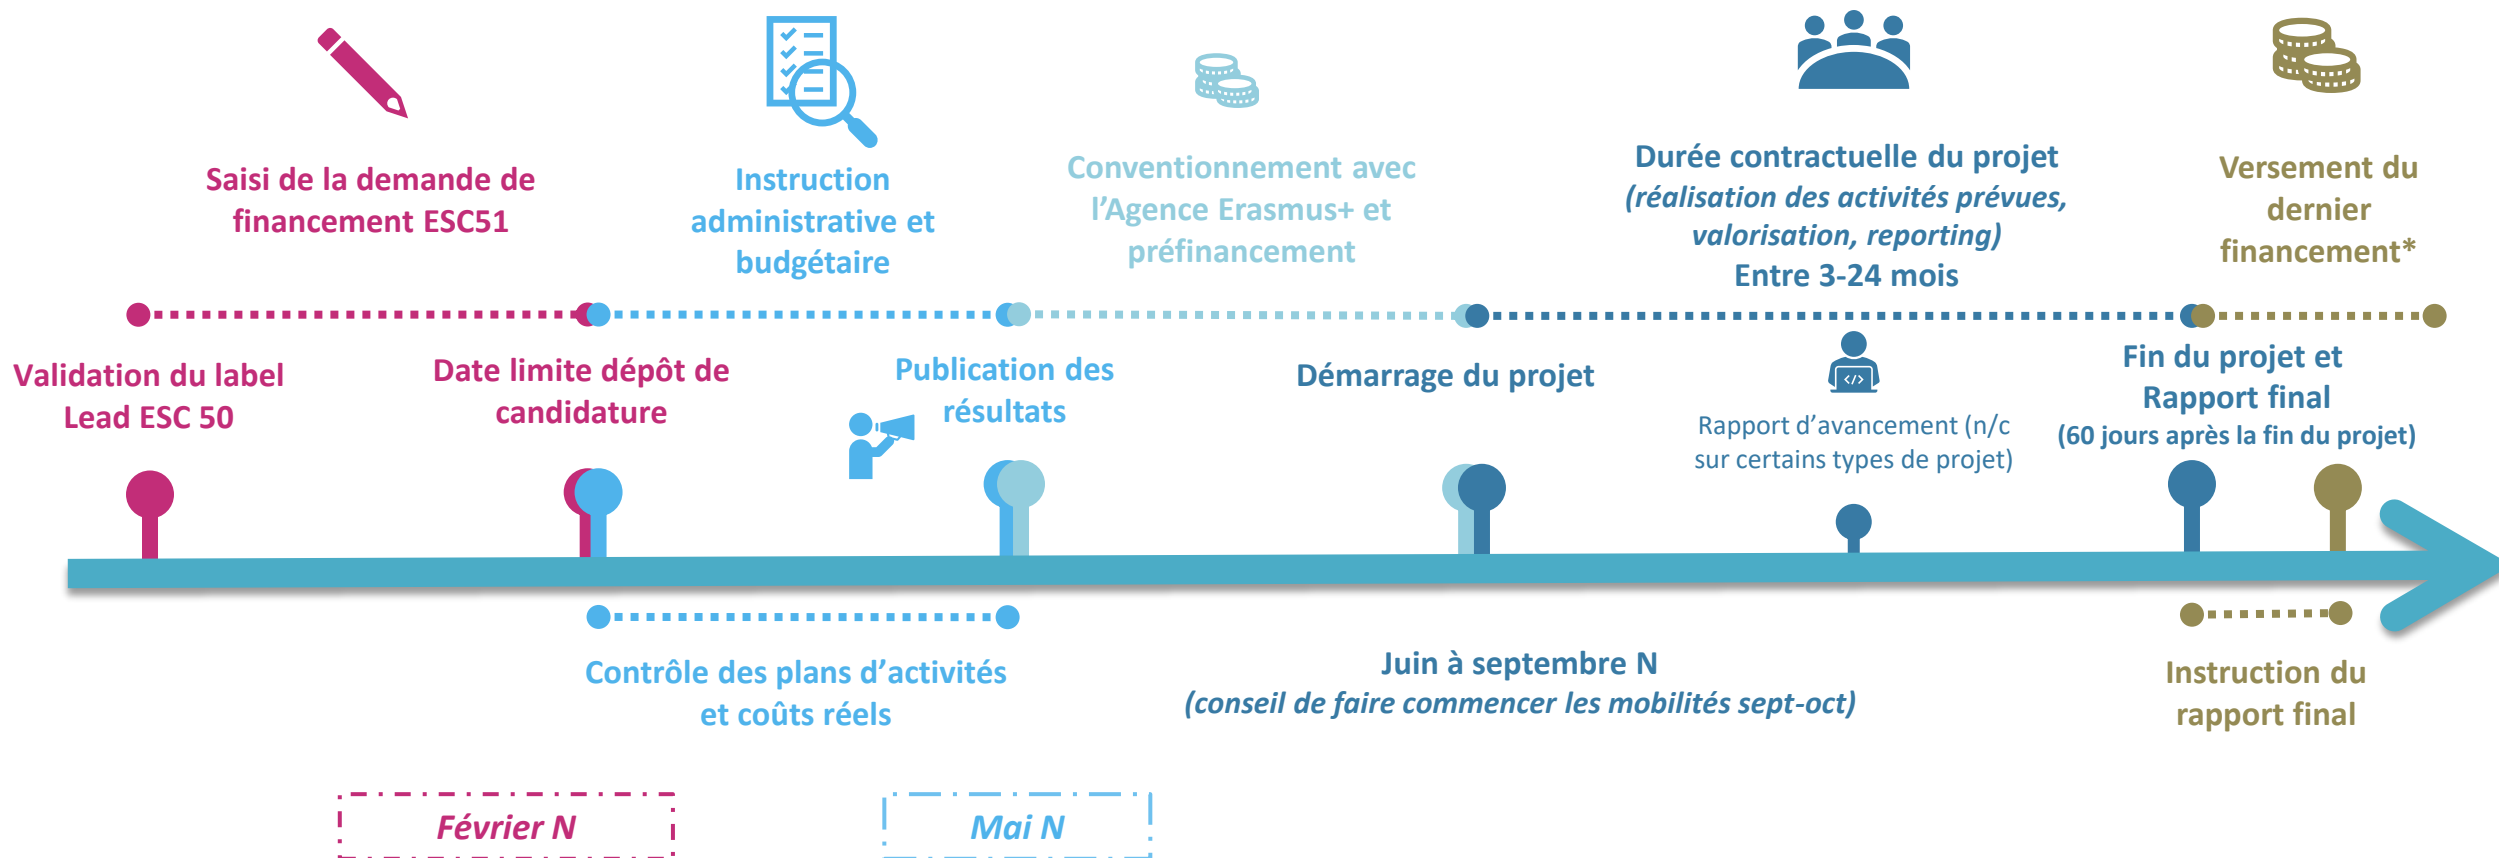 Saisi de la demande de
financement ESC51
Instruction
administrative et
budgétaire
Conventionnement avec
l’Agence Erasmus+ et
préfinancement
Durée contractuelle du projet
(réalisation des activités prévues,
valorisation, reporting)
Entre 3-24 mois
Versement du
dernier
financement*
Validation du label
Lead ESC 50
Date limite dépôt de
candidature
Publication des
résultats
Démarrage du projet
</>
Rapport d’avancement (n/c
sur certains types de projet)
Fin du projet et
Rapport final
(60 jours après la fin du projet)
Contrôle des plans d’activités
et coûts réels
Juin à septembre N
(conseil de faire commencer les mobilités sept-oct)
Instruction du
rapport final
Février N
Mai N